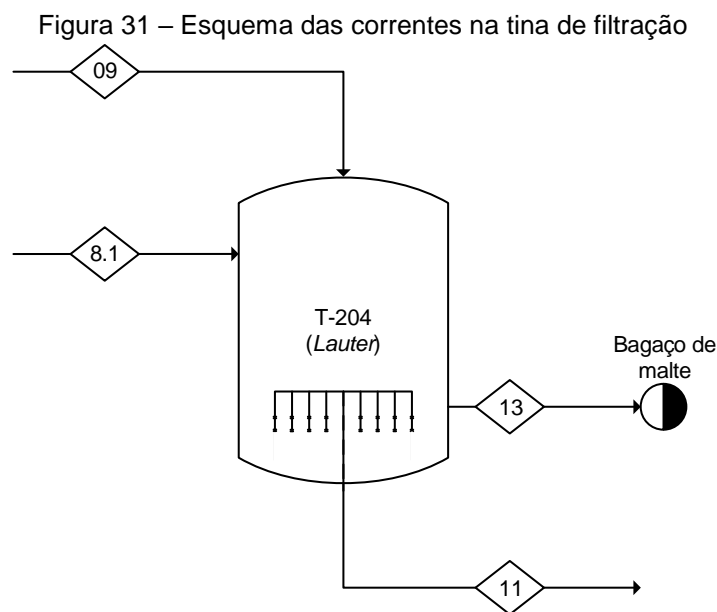 Figura 31 – Esquema das correntes na tina de filtração
09
8.1
T-204
(Lauter)
Bagaço de
malte
13
11